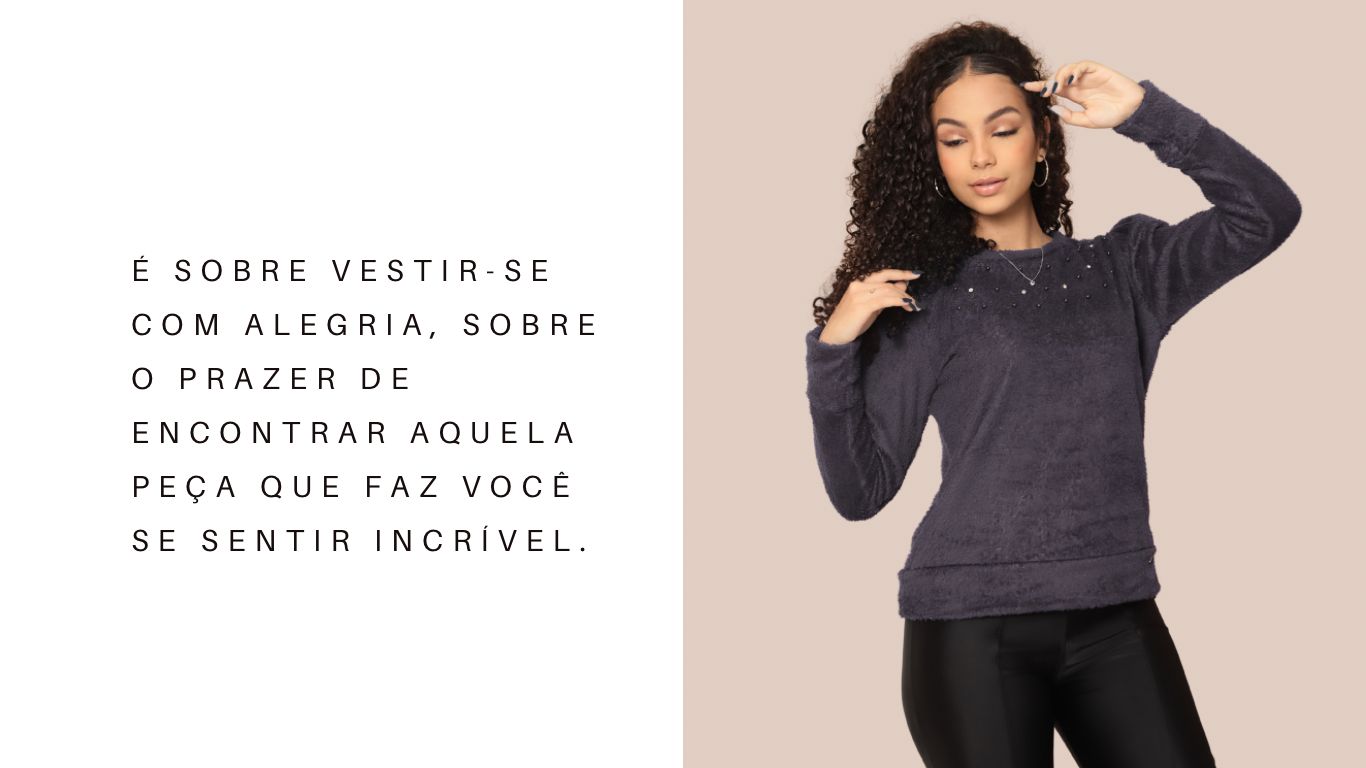 É SOBRE VESTIR-SE
COM ALEGRIA, SOBRE
O PRAZER DE
ENCONTRAR AQUELA
PEÇA QUE FAZ VOCÊ
SE SENTIR INCRÍVEL.